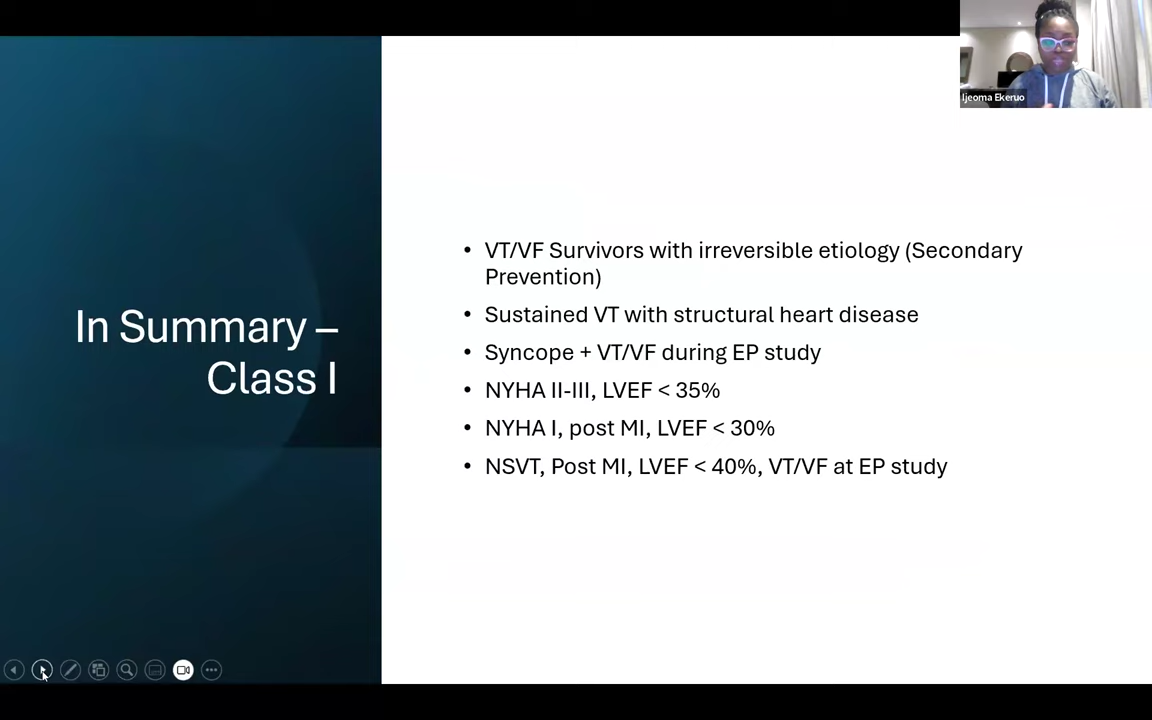 Ijeoma Ekeruo
In Summary –
Class I
• VT/VF Survivors with irreversible etiology (Secondary
Prevention)
• Sustained VT with structural heart disease
• Syncope + VT/VF during EP study
• NYHA II-III, LVEF < 35%
• NYHA I, post MI, LVEF < 30%
• NSVT, Post MI, LVEF < 40%, VT/VF at EP study